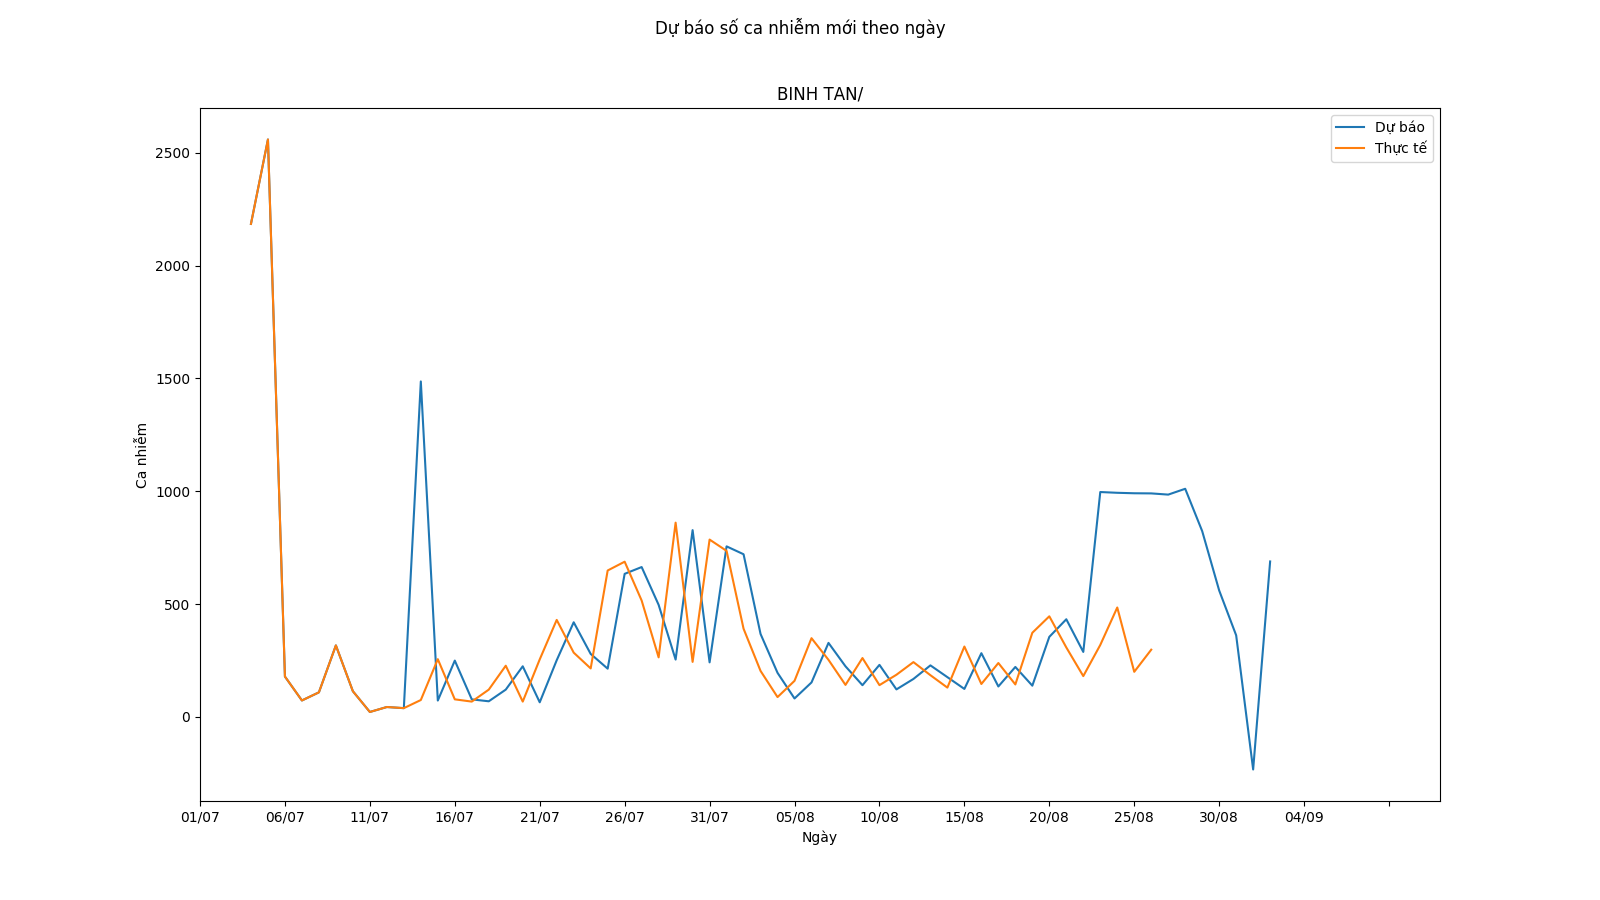 Dự báo số ca nhiễm mới theo ngày
BINH TAN/
Dự báo
Thực tế
2500
2000
1500
1000
500
0
Ca nhiễm
01/07 06/07 11/07 16/07 21/07 26/07 31/07 05/08 10/08 15/08 20/08 25/08 30/08 04/09
Ngày